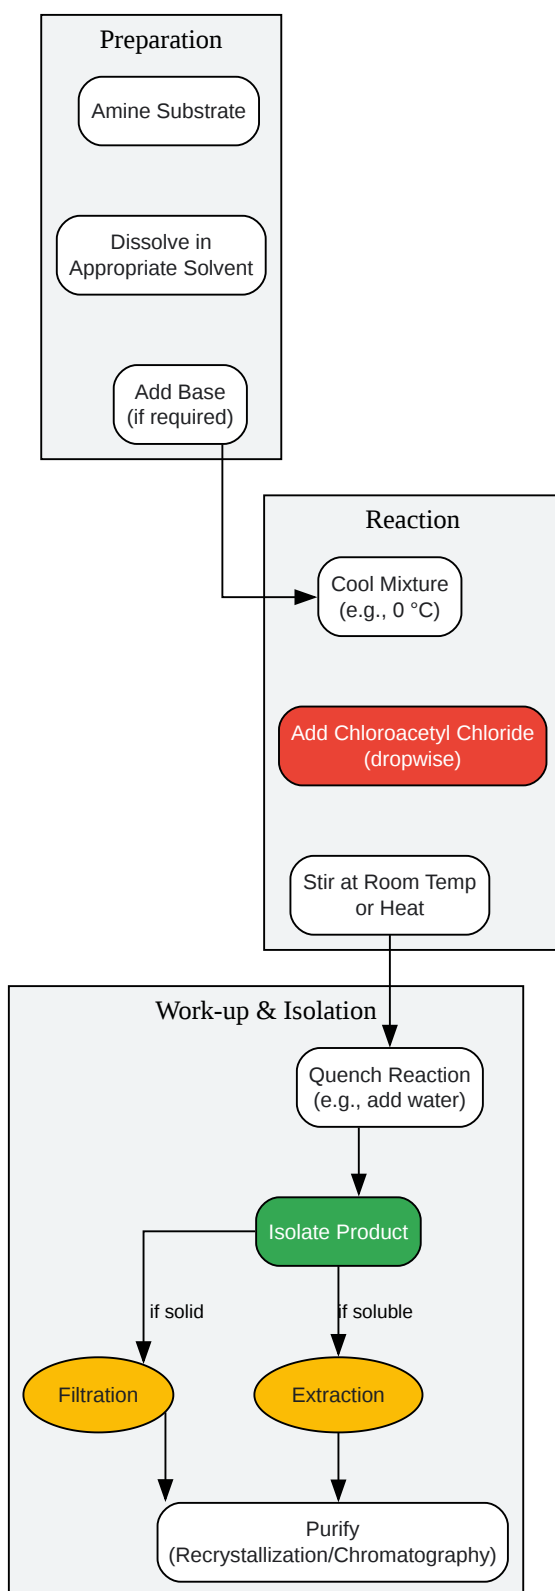 Preparation
Amine Substrate
Dissolve in
Appropriate Solvent
Add Base
(if required)
Reaction
Cool Mixture
(e.g., 0 °C)
Add Chloroacetyl Chloride
(dropwise)
Stir at Room Temp
or Heat
Work-up & Isolation
Quench Reaction
(e.g., add water)
Isolate Product
if solid
if soluble
Filtration
Extraction
Purify
(Recrystallization/Chromatography)